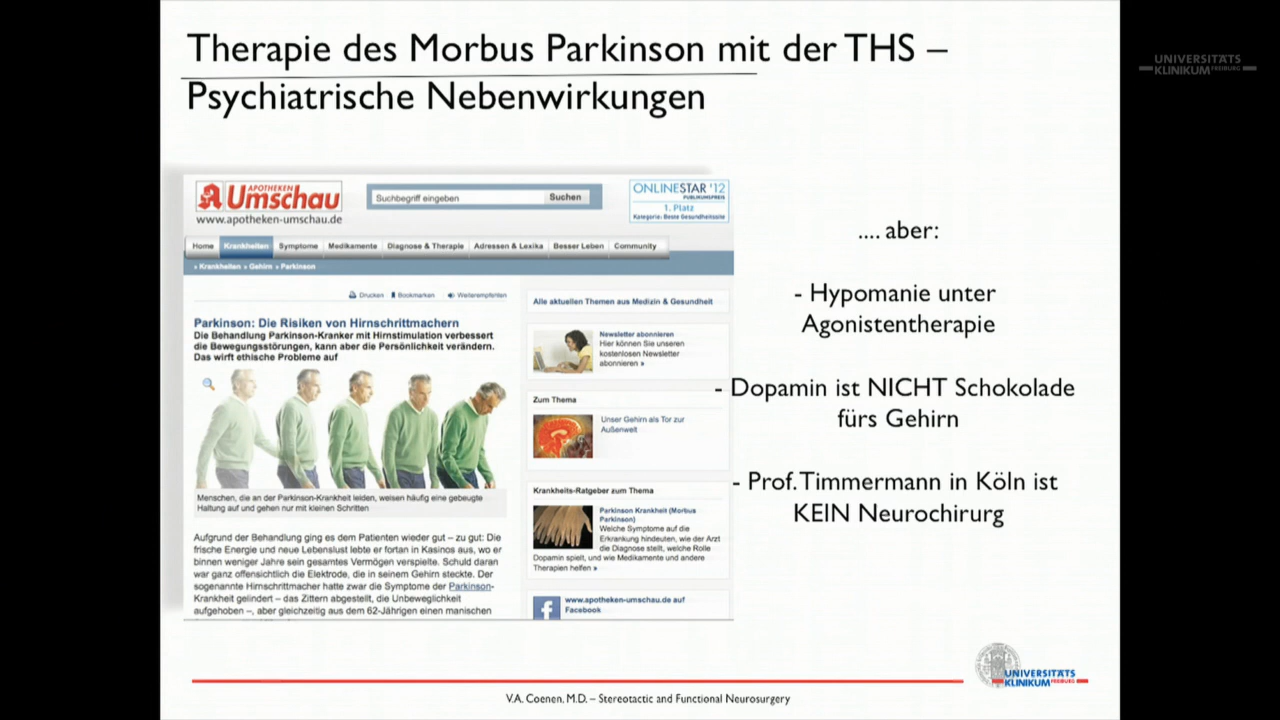 Therapie des Morbus Parkinson mit der THS –
Psychiatrische Nebenwirkungen
UNIVERSITÄTS
KLINIKUM FREIBURG
APOTHEKEN
Umschau
www.apotheken-umschau.de
Suchbegriff eingeben
Suchen
ONLINESTAR '12
PUBLIKUMSPREIS
1. Platz
Kategorie: Beste Gesundheitsseite
Home Krankheiten Symptome Medikamente Diagnose & Therapie Adressen & Lexika Besser Leben Community
» Krankheiten » Gehirn » Parkinson
Drucken Bookmarken Weiterempfehlen
Parkinson: Die Risiken von Hirnschrittmachern
Die Behandlung Parkinson-Kranker mit Hirnstimulation verbessert
die Bewegungsstörungen, kann aber die Persönlichkeit verändern.
Das wirft ethische Probleme auf
Menschen, die an der Parkinson-Krankheit leiden, weisen häufig eine gebeugte
Haltung auf und gehen nur mit kleinen Schritten
Aufgrund der Behandlung ging es dem Patienten wieder gut – zu gut: Die
frische Energie und neue Lebenslust lebte er fortan in Kasinos aus, wo er
binnen weniger Jahre sein gesamtes Vermögen verspielte. Schuld daran
war ganz offensichtlich die Elektrode, die in seinem Gehirn steckte. Der
sogenannte Hirnschrittmacher hatte zwar die Symptome der Parkinson-
Krankheit gelindert – das Zittern abgestellt, die Unbeweglichkeit
aufgehoben –, aber gleichzeitig aus dem 62-Jährigen einen manischen
Alle aktuellen Themen aus Medizin & Gesundheit
Newsletter abonnieren
Hier können Sie unseren
kostenlosen Newsletter
abonnieren »
Zum Thema
Unser Gehirn als Tor zur
Außenwelt
Krankheits-Ratgeber zum Thema
Parkinson Krankheit (Morbus
Parkinson)
Welche Symptome auf die
Erkrankung hindeuten, wie der Arzt
die Diagnose stellt, welche Rolle
Dopamin spielt, und wie Medikamente und andere
Therapien helfen »
www.apotheken-umschau.de auf
Facebook
.... aber:
- Hypomanie unter
Agonistentherapie
- Dopamin ist NICHT Schokolade
fürs Gehirn
- Prof. Timmermann in Köln ist
KEIN Neurochirurg
UNIVERSITÄTS
KLINIKUM FREIBURG
V.A. Coenen, M.D. – Stereotactic and Functional Neurosurgery